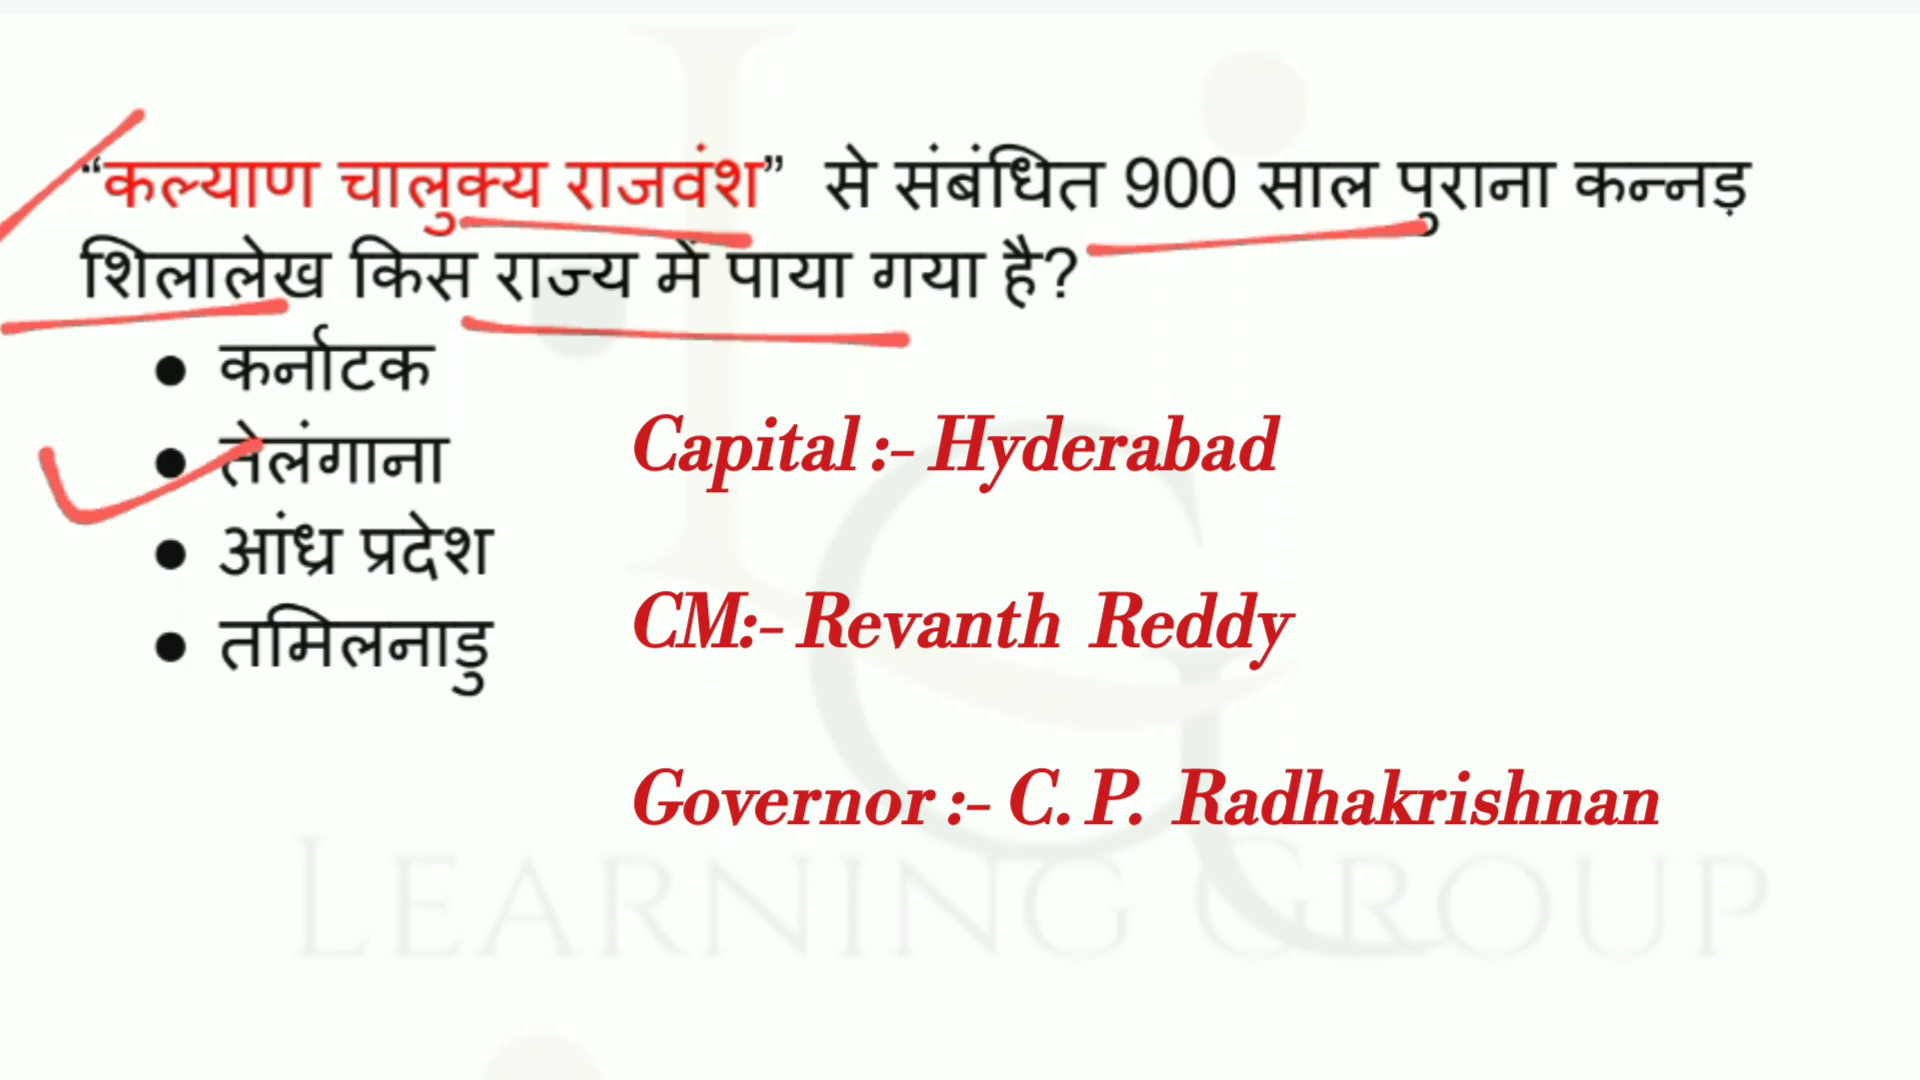 “कल्याण चालुक्य राजवंश” से संबंधित 900 साल पुराना कन्नड़
शिलालेख किस राज्य में पाया गया है?
● कर्नाटक
● तेलंगाना
● आंध्र प्रदेश
● तमिलनाडु
Capital :- Hyderabad
CM:- Revanth Reddy
Governor :- C. P. Radhakrishnan
LEARNING GROUP